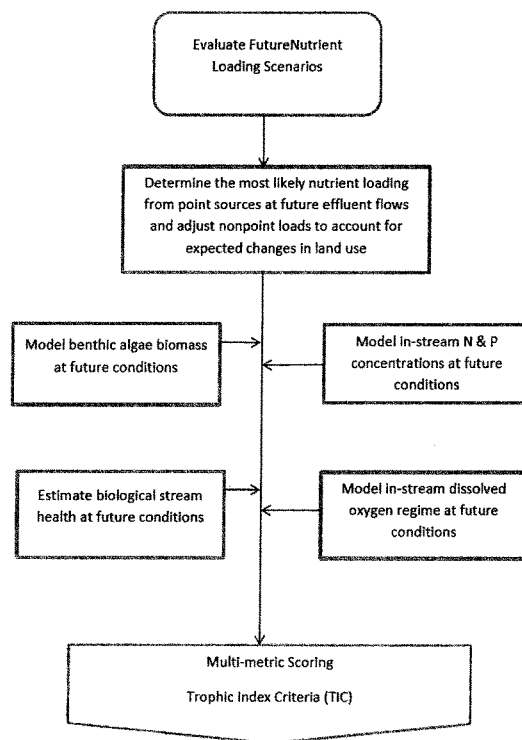 Evaluate FutureNutrient
Loading Scenarios
Determine the most likely nutrient loading
from point sources at future effluent flows
and adjust nonpoint loads to account for
expected changes in land use
Model benthic algae biomass
at future conditions
Model in-stream N & P
concentrations at future
conditions
Estimate biological stream
health at future conditions
Model in-stream dissolved
oxygen regime at future
conditions
Multi-metric Scoring
Trophic Index Criteria (TIC)